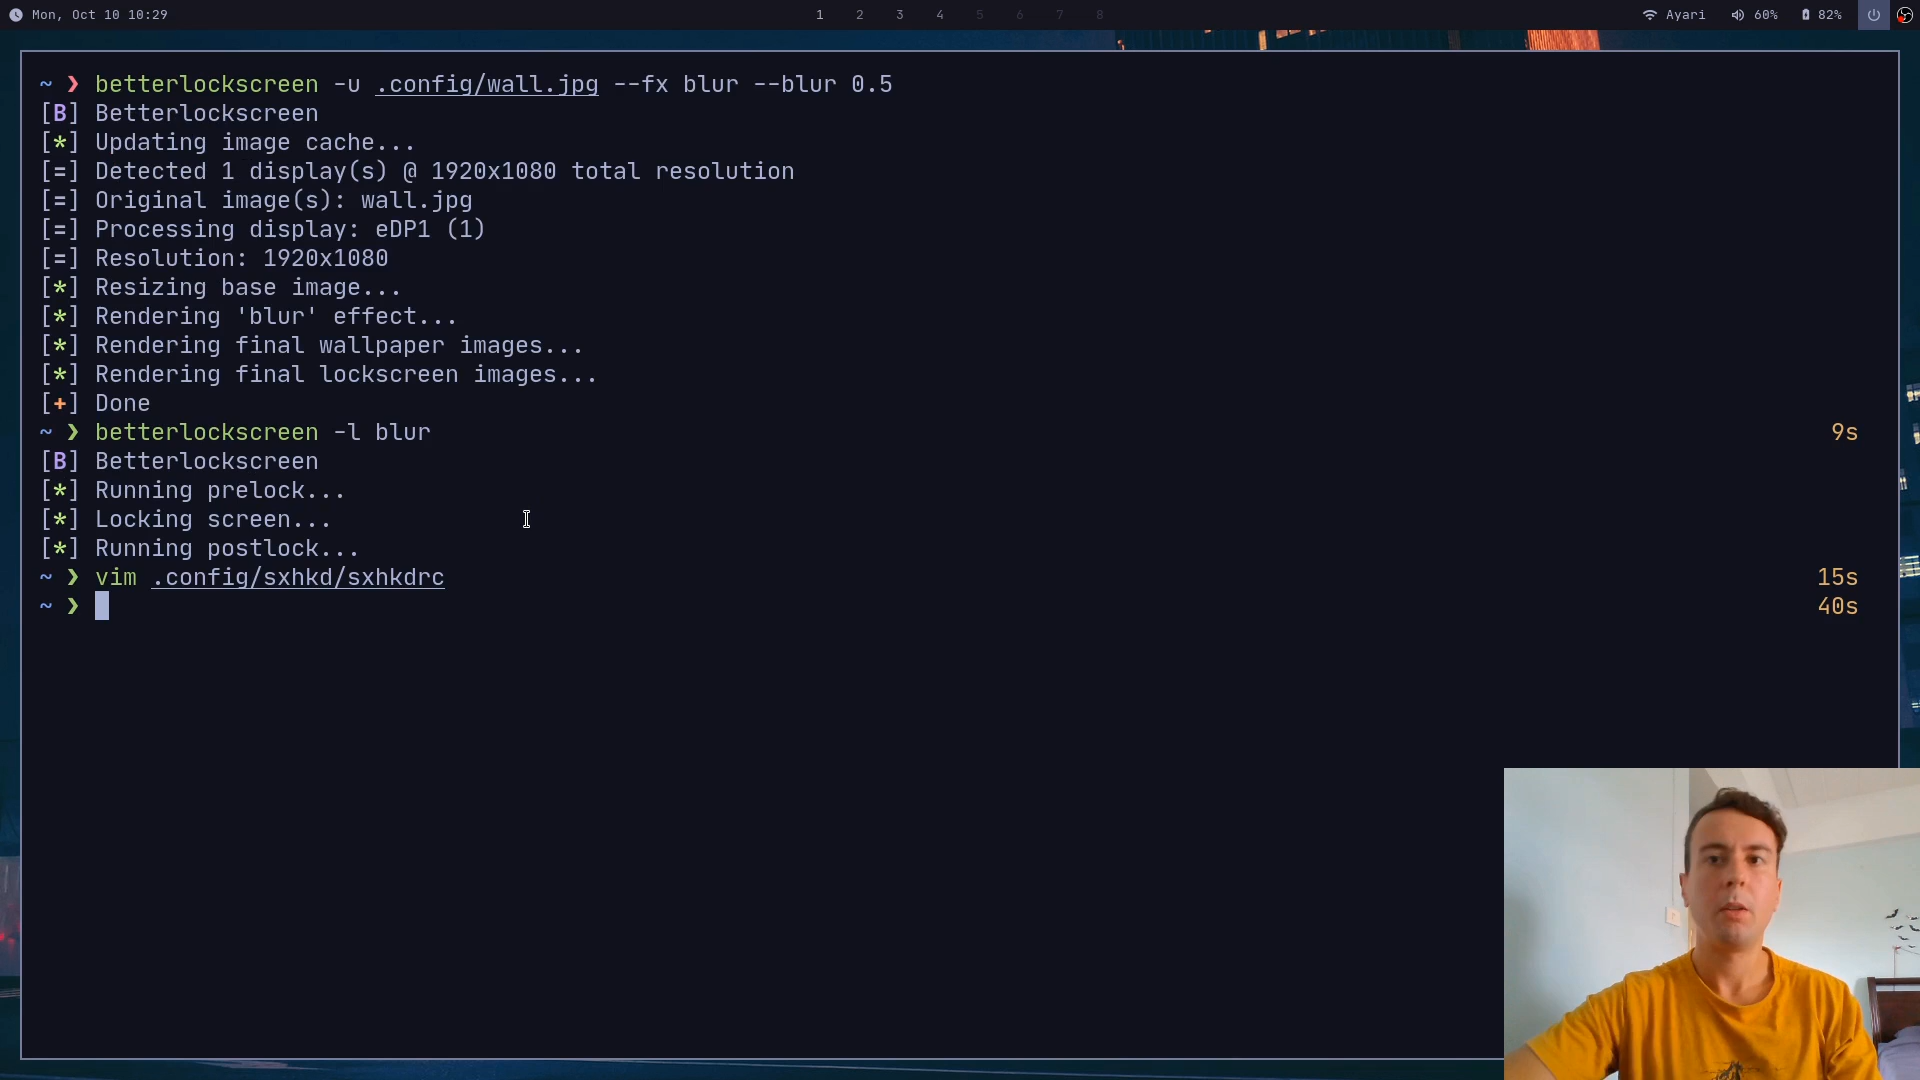 Mon, Oct 10 10:29 1 2 3 4 5 6 7 8 Ayari 60% 82%
~ ❯ betterlockscreen -u .config/wall.jpg --fx blur --blur 0.5
[B] Betterlockscreen
[*] Updating image cache...
[=] Detected 1 display(s) @ 1920x1080 total resolution
[=] Original image(s): wall.jpg
[=] Processing display: eDP1 (1)
[=] Resolution: 1920x1080
[*] Resizing base image...
[*] Rendering 'blur' effect...
[*] Rendering final wallpaper images...
[*] Rendering final lockscreen images...
[+] Done
~ ❯ betterlockscreen -l blur 9s
[B] Betterlockscreen
[*] Running prelock...
[*] Locking screen...
[*] Running postlock...
~ ❯ vim .config/sxhkd/sxhkdrc 15s
~ ❯ 40s